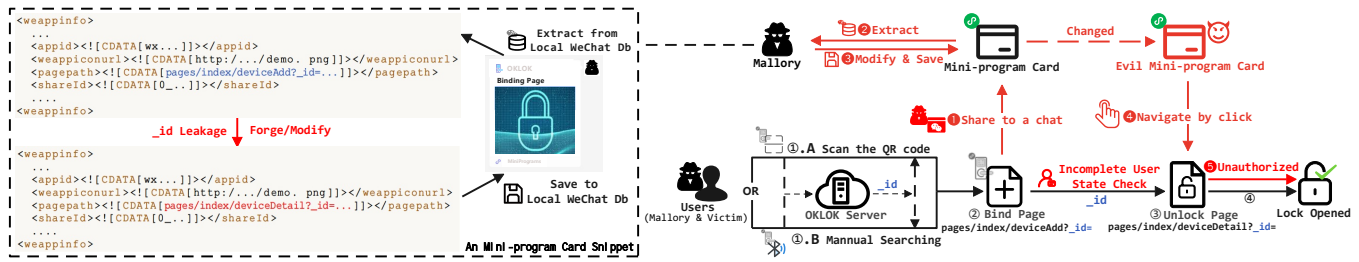 <weappinfo>
...
<appid><![CDATA[wx...]]></appid>
<weappiconurl><![CDATA[http:/.../demo. png]]></weappiconurl>
<pagepath><![CDATA[pages/index/deviceAdd?_id=...]]></pagepath>
<shareId><![CDATA[0_..]]></shareId>
....
<weappinfo>
_id Leakage
Forge/Modify
<weappinfo>
...
<appid><![CDATA[wx...]]></appid>
<weappiconurl><![CDATA[http:/.../demo. png]]></weappiconurl>
<pagepath><![CDATA[pages/index/deviceDetail?_id=...]]></pagepath>
<shareId><![CDATA[0_..]]></shareId>
....
<weappinfo>
Extract from
Local WeChat Db
OKLOK
Binding Page
MiniPrograms
Save to
Local WeChat Db
An Mini-program Card Snippet
Mallory
❷Extract
❸Modify & Save
Mini-program Card
Changed
Evil Mini-program Card
❶Share to a chat
❹Navigate by click
Users
(Mallory & Victim)
①.A Scan the QR code
OR
_id
OKLOK Server
①.B Mannual Searching
② Bind Page
pages/index/deviceAdd?_id=
Incomplete User
State Check
_id
③ Unlock Page
pages/index/deviceDetail?_id=
❺Unauthorized
④
Lock Opened